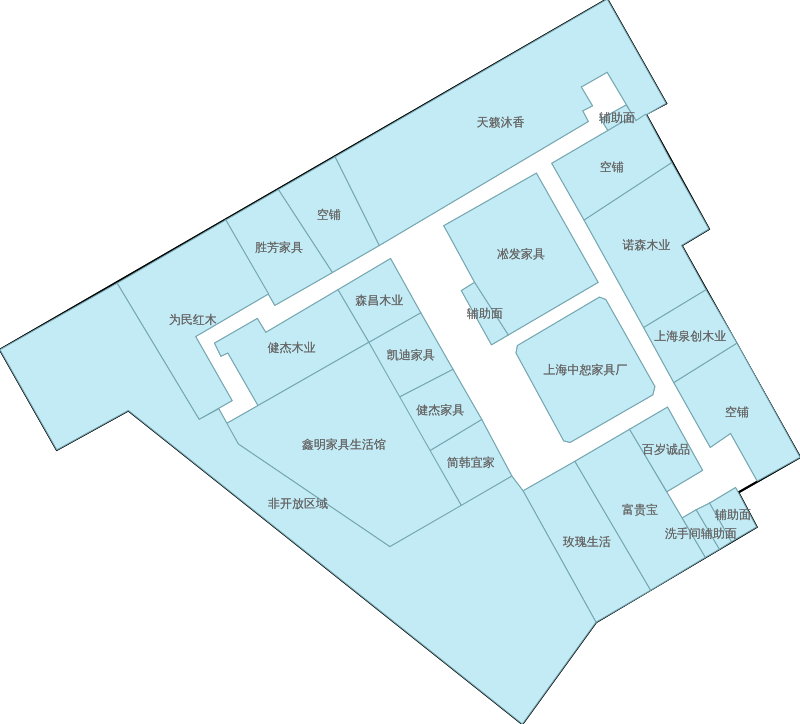 天籁沐香
辅助面
空铺
空铺
胜芳家具
诺森木业
凇发家具
森昌木业
辅助面
为民红木
上海泉创木业
健杰木业
凯迪家具
上海中恕家具厂
健杰家具
空铺
鑫明家具生活馆
百岁诚品
简韩宜家
非开放区域
富贵宝
辅助面
洗手间
辅助面
玫瑰生活